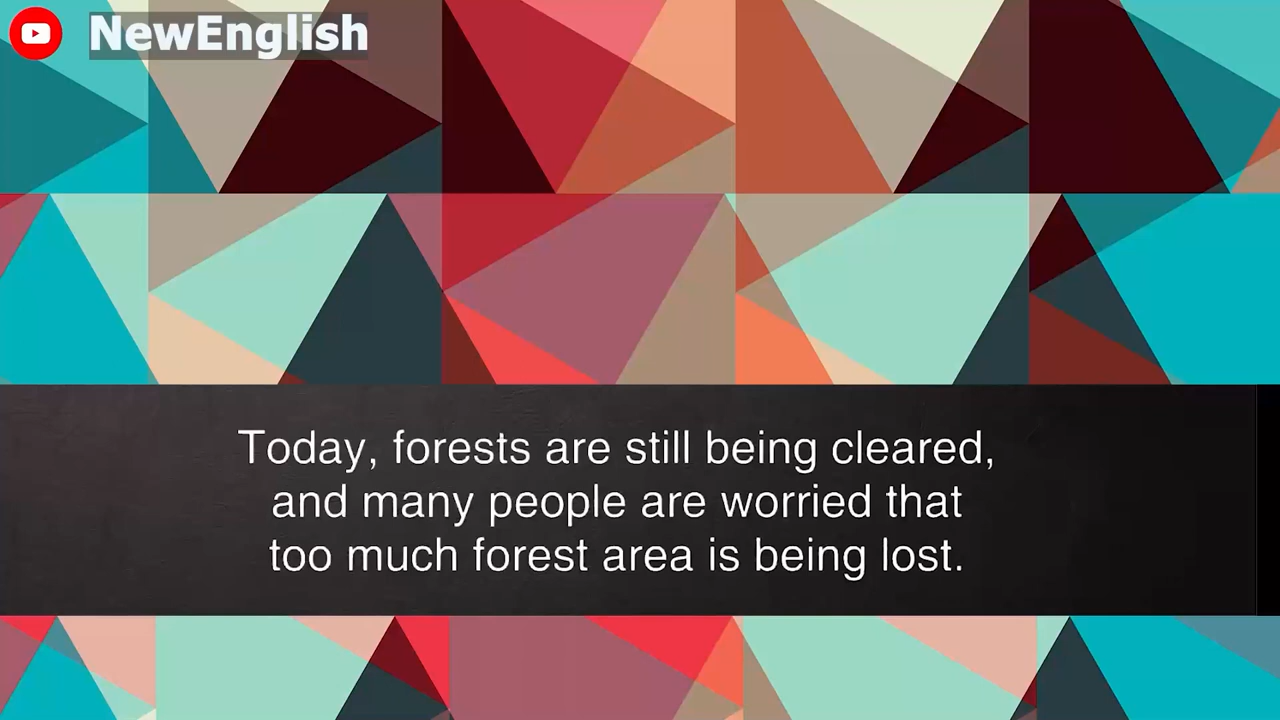 NewEnglish
Today, forests are still being cleared,
and many people are worried that
too much forest area is being lost.